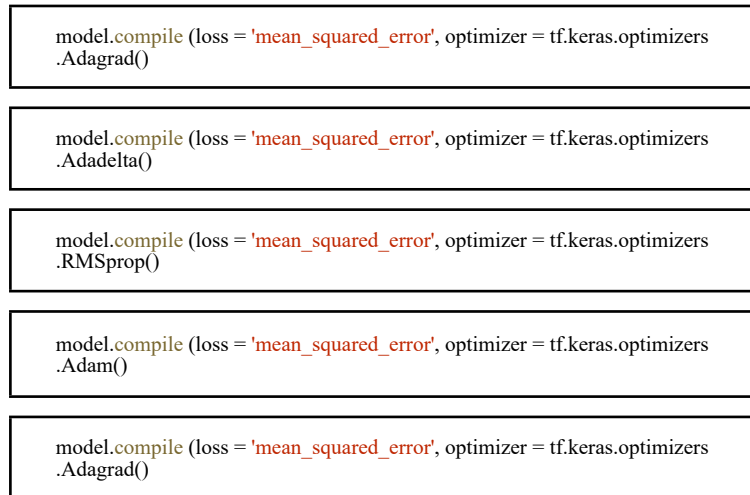 model.compile (loss = 'mean_squared_error', optimizer = tf.keras.optimizers
.Adagrad()
model.compile (loss = 'mean_squared_error', optimizer = tf.keras.optimizers
.Adadelta()
model.compile (loss = 'mean_squared_error', optimizer = tf.keras.optimizers
.RMSprop()
model.compile (loss = 'mean_squared_error', optimizer = tf.keras.optimizers
.Adam()
model.compile (loss = 'mean_squared_error', optimizer = tf.keras.optimizers
.Adagrad()